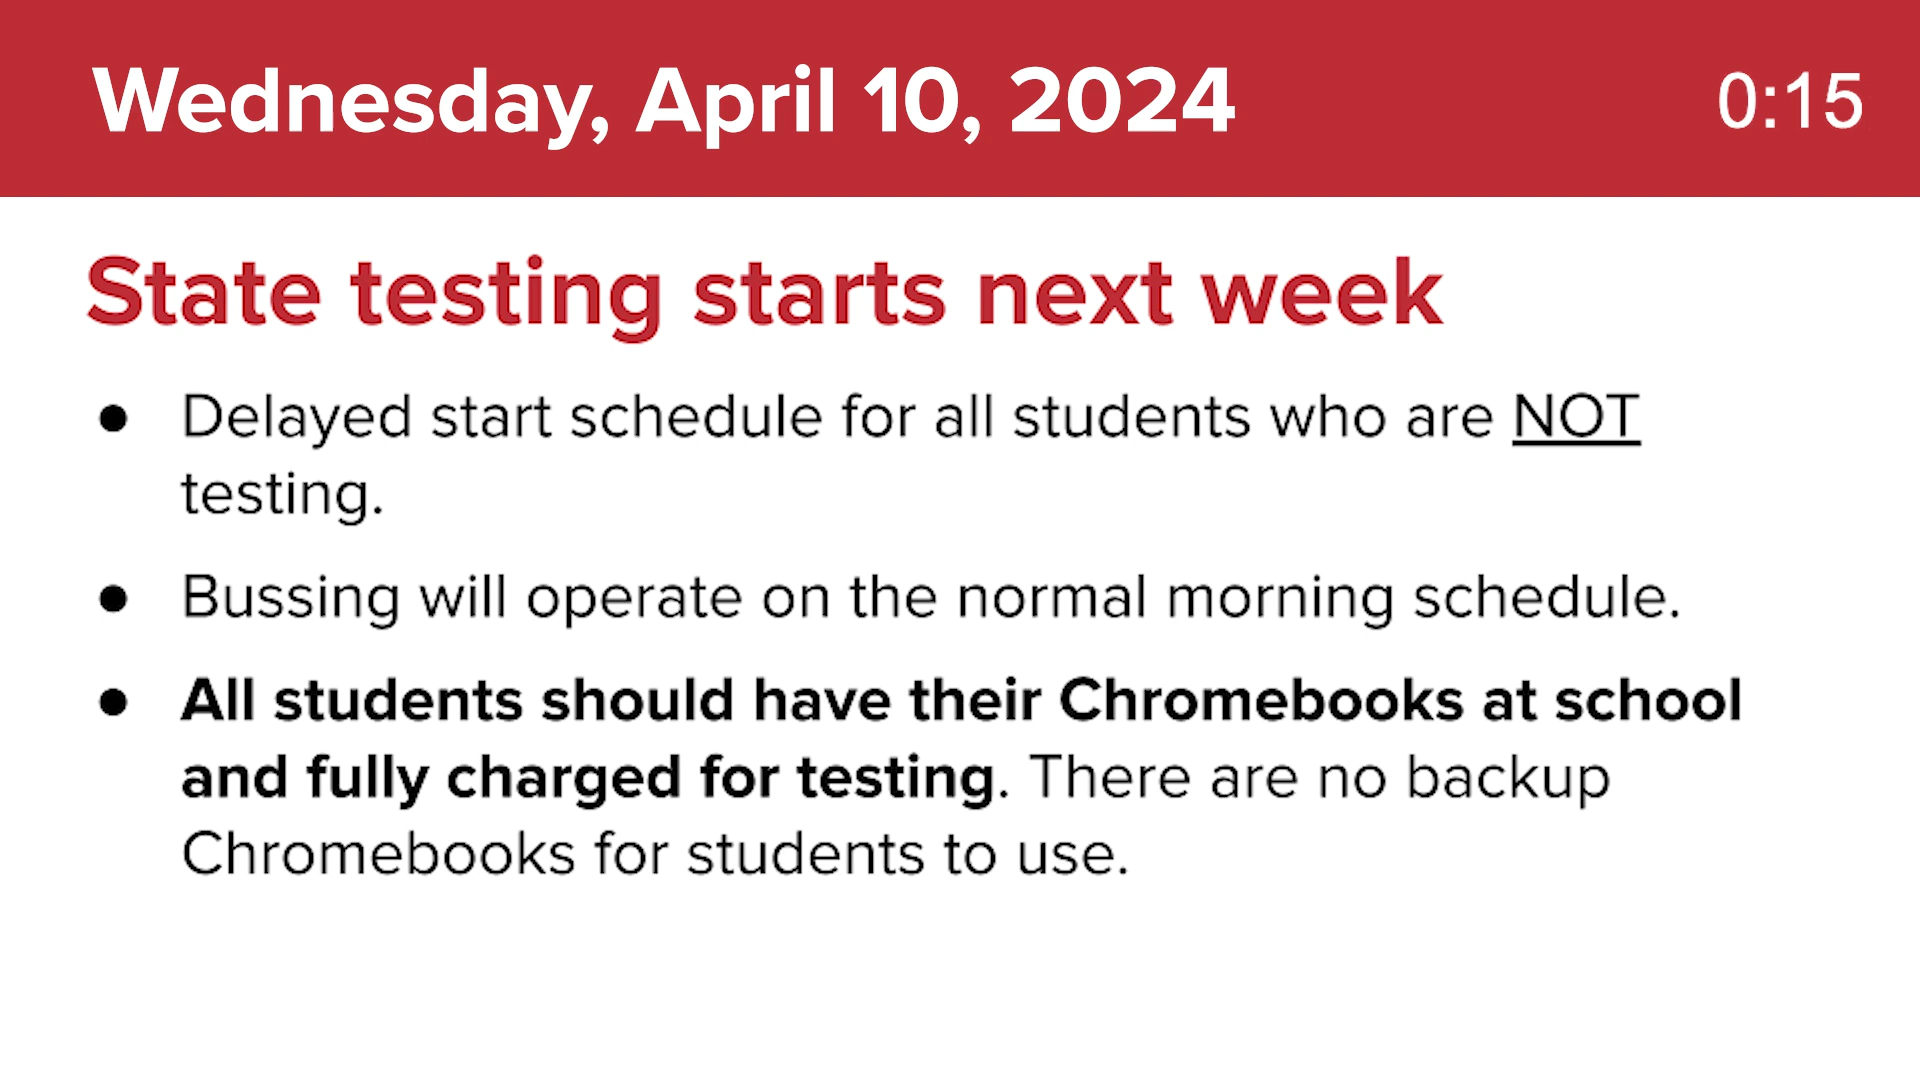 Wednesday, April 10, 2024
0:15
State testing starts next week
● Delayed start schedule for all students who are NOT
testing.
● Bussing will operate on the normal morning schedule.
● All students should have their Chromebooks at school
and fully charged for testing. There are no backup
Chromebooks for students to use.